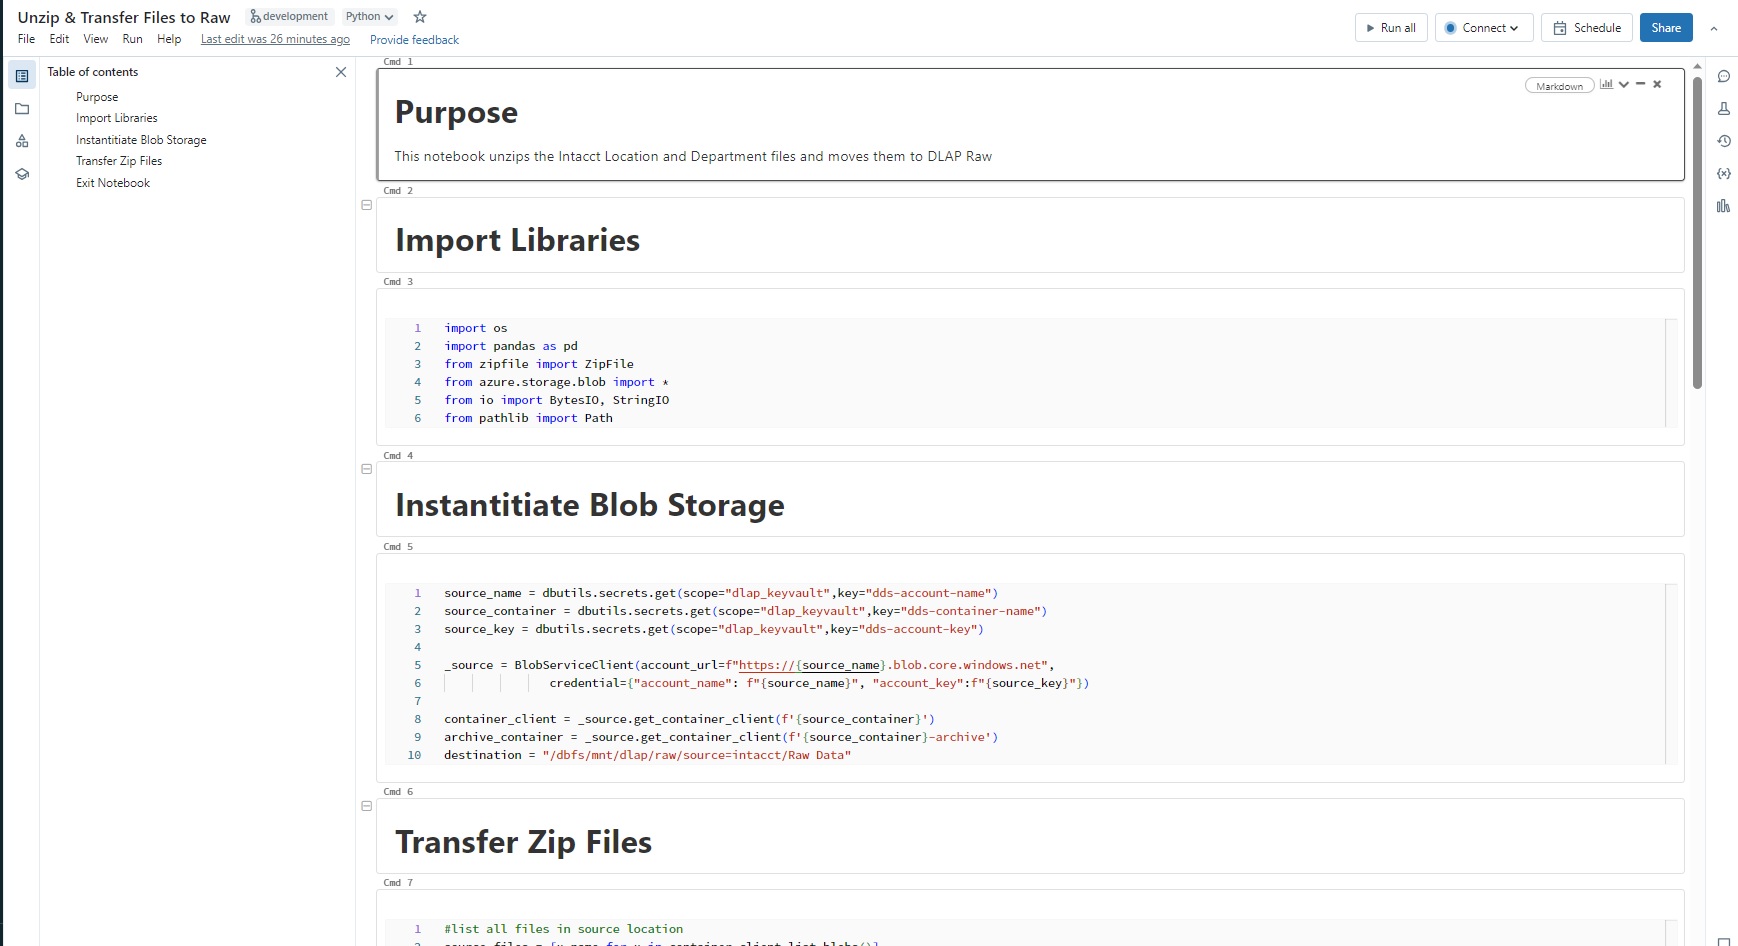 Unzip & Transfer Files to Raw
development
Python
File Edit View Run Help Last edit was 26 minutes ago Provide feedback
Run all
Connect
Schedule
Share
Table of contents
Purpose
Import Libraries
Instantitiate Blob Storage
Transfer Zip Files
Exit Notebook
Cmd 1
Markdown
Purpose
This notebook unzips the Intacct Location and Department files and moves them to DLAP Raw
Cmd 2
Import Libraries
Cmd 3
1 import os
2 import pandas as pd
3 from zipfile import ZipFile
4 from azure.storage.blob import *
5 from io import BytesIO, StringIO
6 from pathlib import Path
Cmd 4
Instantitiate Blob Storage
Cmd 5
1 source_name = dbutils.secrets.get(scope="dlap_keyvault",key="dds-account-name")
2 source_container = dbutils.secrets.get(scope="dlap_keyvault",key="dds-container-name")
3 source_key = dbutils.secrets.get(scope="dlap_keyvault",key="dds-account-key")
4
5 _source = BlobServiceClient(account_url=f"https://{source_name}.blob.core.windows.net",
6 credential={"account_name": f"{source_name}", "account_key":f"{source_key}"})
7
8 container_client = _source.get_container_client(f'{source_container}')
9 archive_container = _source.get_container_client(f'{source_container}-archive')
10 destination = "/dbfs/mnt/dlap/raw/source=intacct/Raw Data"
Cmd 6
Transfer Zip Files
Cmd 7
1 #list all files in source location
2 source_files = [x.name for x in container_client.list_blobs()]